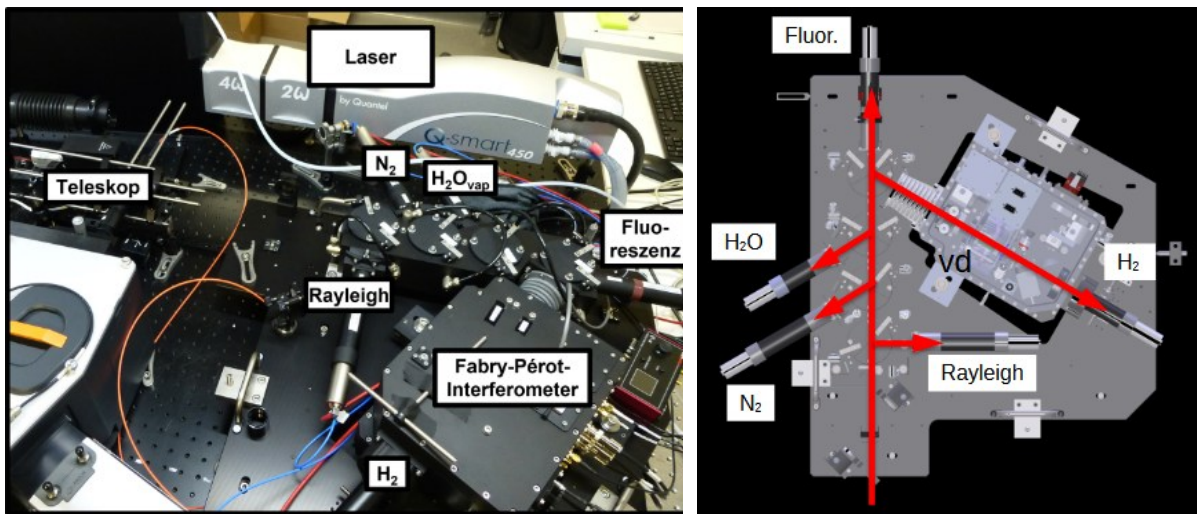 Laser
4ω
2ω
by Quantel
Q-smart 450
N₂
H₂Oᵥₐₚ
Teleskop
Fluo-
reszenz
Rayleigh
Fabry-Pérot-
Interferometer
H₂
Fluor.
H₂O
vd
H₂
Rayleigh
N₂